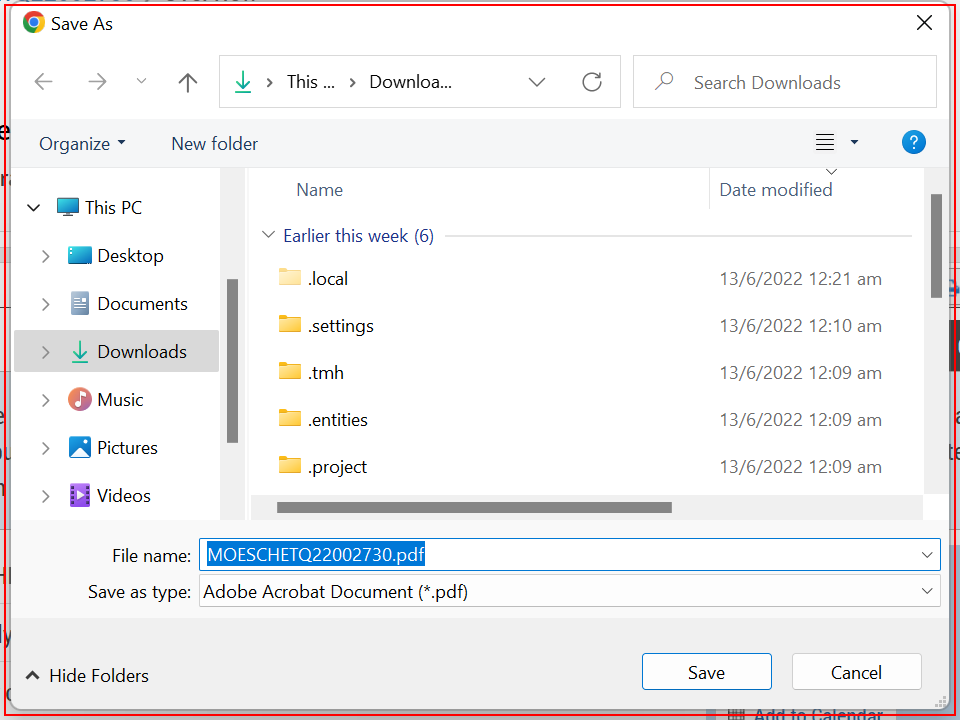 Save As
This ...
Downloa...
Search Downloads
Organize
New folder
?
Name
Date modified
This PC
Desktop
Documents
Downloads
Music
Pictures
Videos
Earlier this week (6)
.local 13/6/2022 12:21 am
.settings 13/6/2022 12:10 am
.tmh 13/6/2022 12:09 am
.entities 13/6/2022 12:09 am
.project 13/6/2022 12:09 am
File name: MOESCHETQ22002730.pdf
Save as type: Adobe Acrobat Document (*.pdf)
Hide Folders
Save
Cancel
Add to Calendar